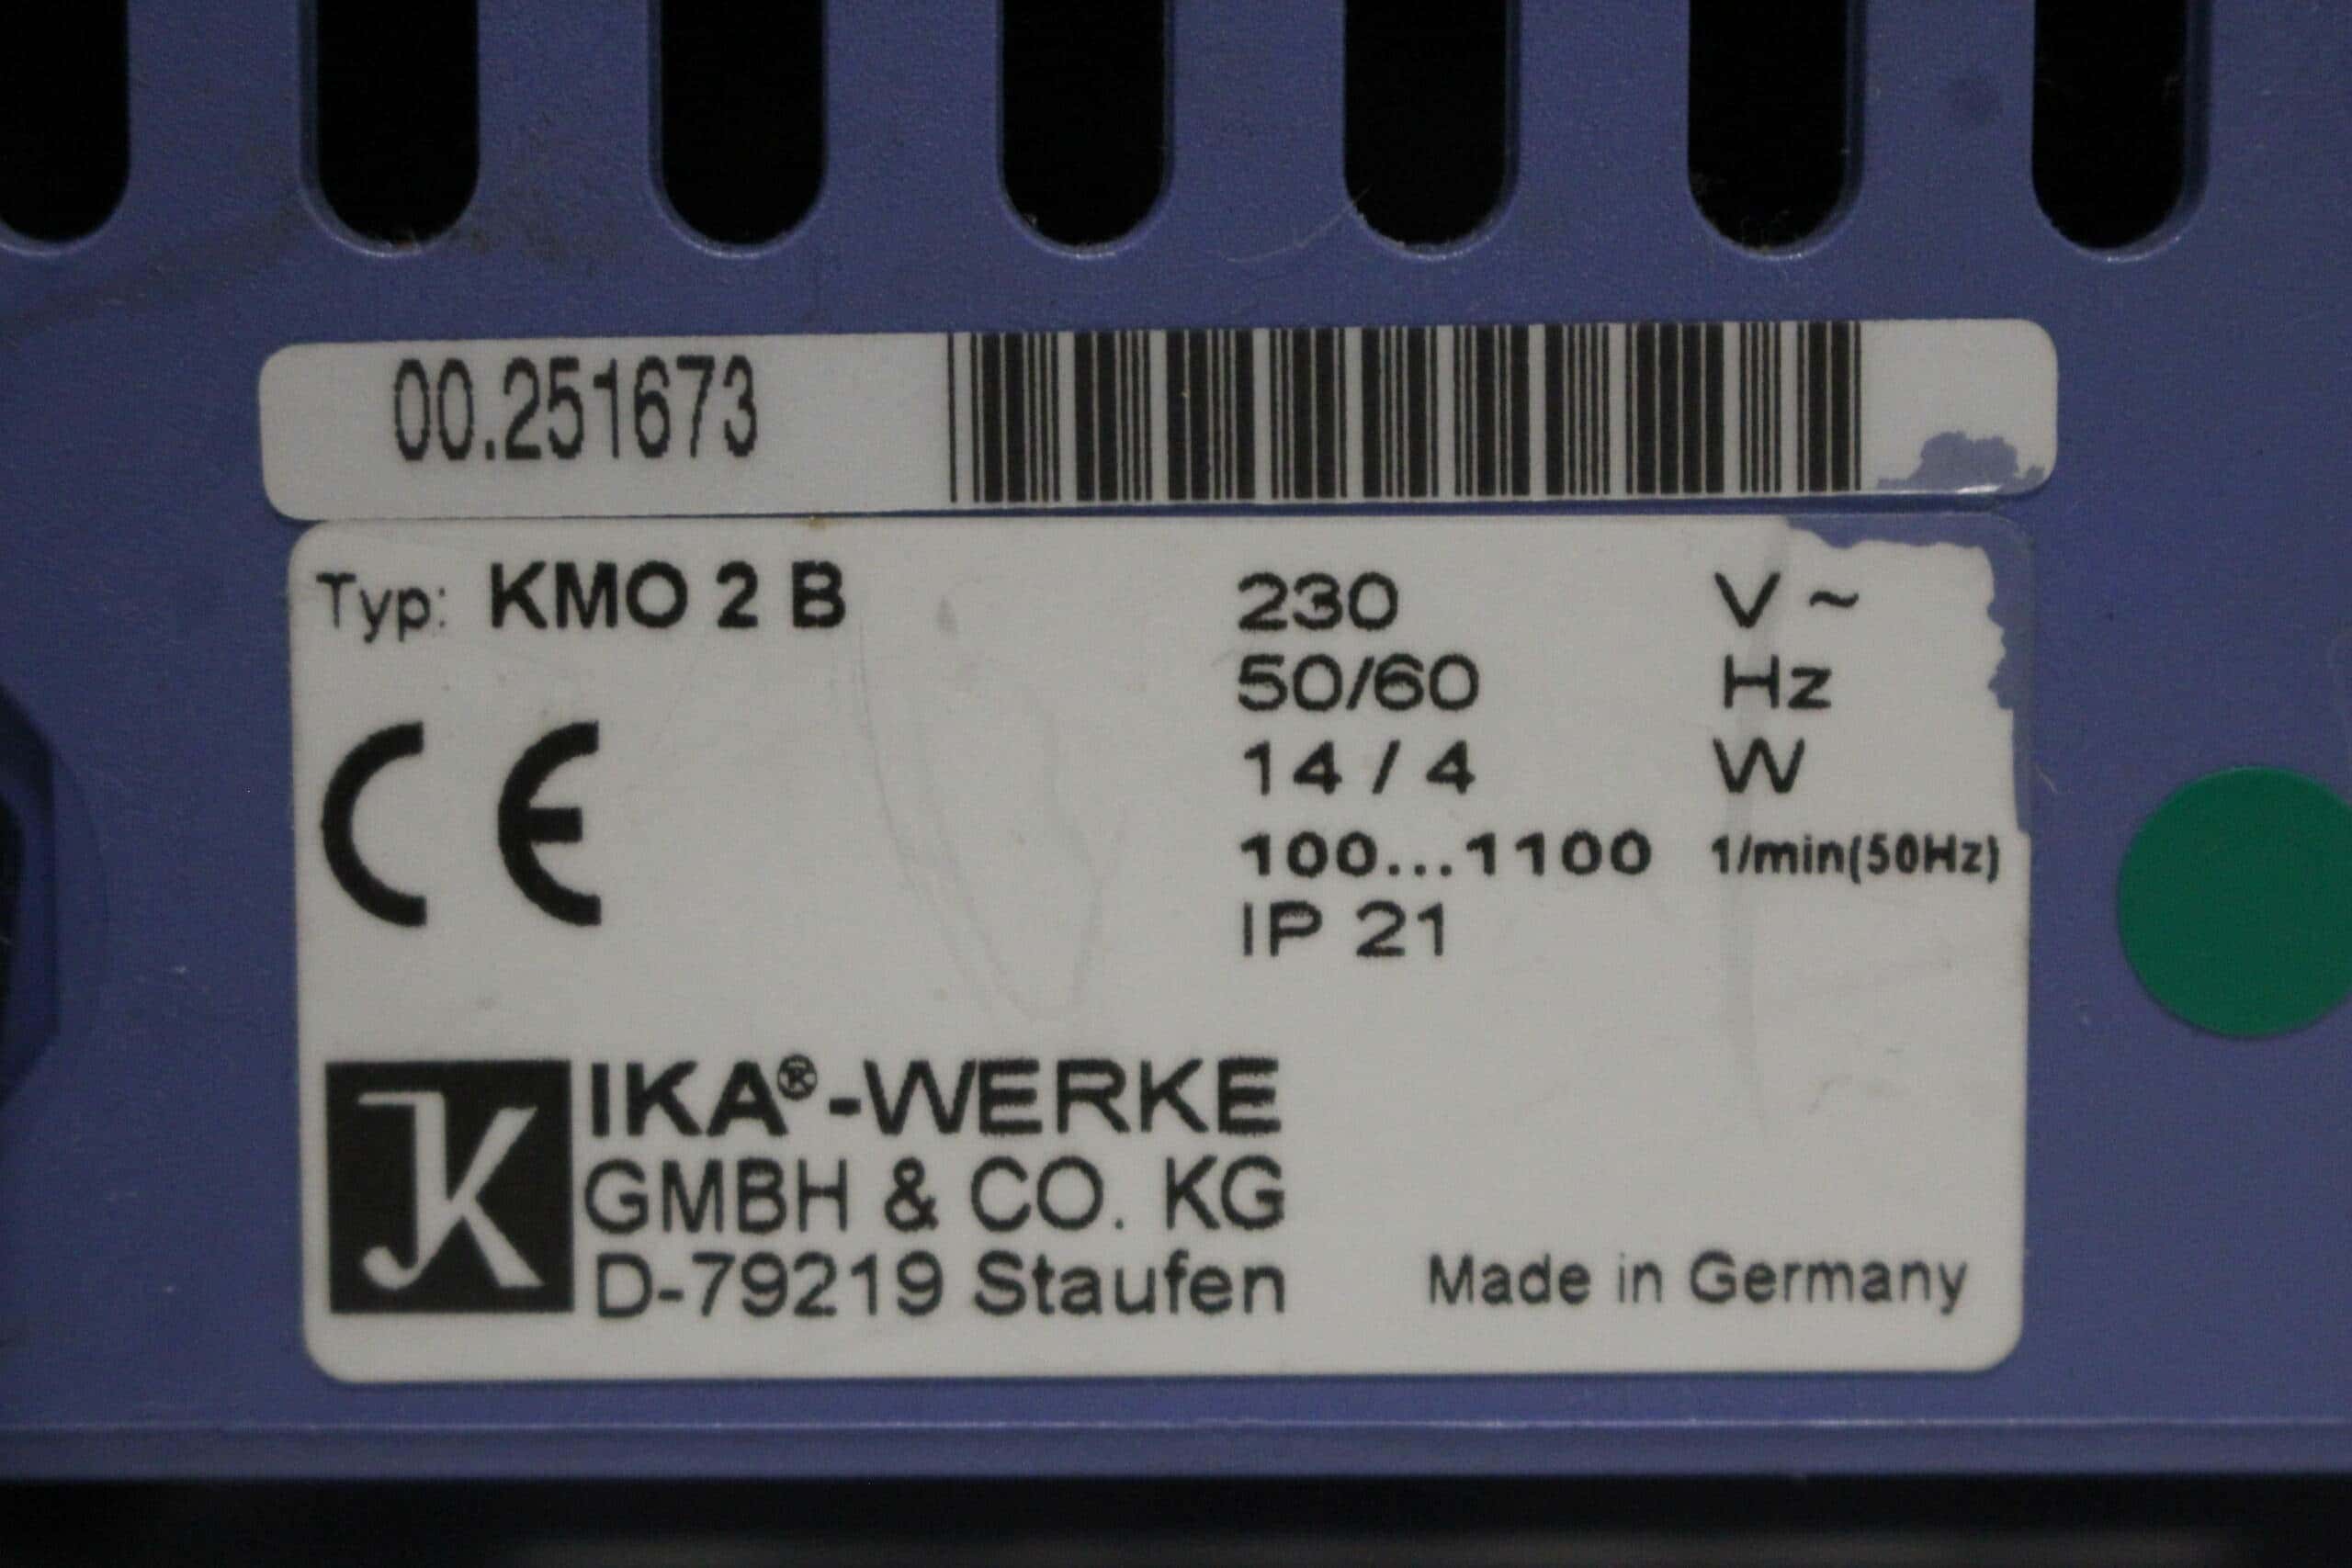 00.251673
Typ: KMO 2 B 230 V ~
50/60 Hz
14 / 4 W
100...1100 1/min(50Hz)
IP 21
CE
IKA®-WERKE
GMBH & CO. KG
D-79219 Staufen
Made in Germany